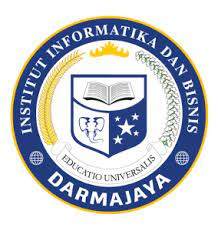 INSTITUT INFORMATIKA DAN BISNIS
EDUCATIO UNIVERSALIS
DARMAJAYA